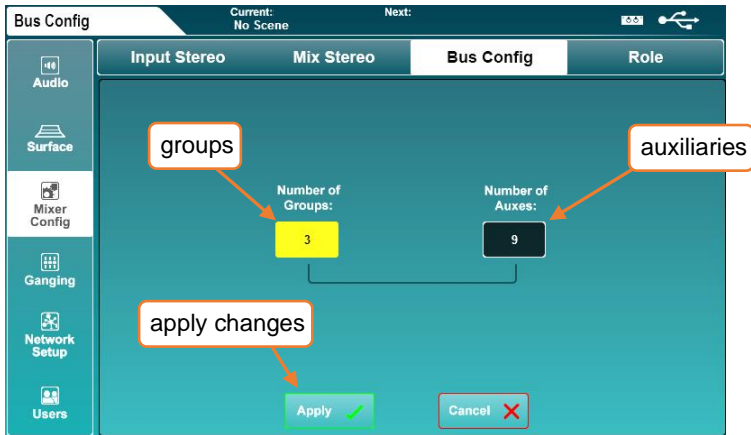 Bus Config
Current:
No Scene
Next:
Input Stereo
Mix Stereo
Bus Config
Role
Audio
Surface
Mixer
Config
Ganging
Network
Setup
Users
groups
auxiliaries
Number of
Groups:
Number of
Auxes:
3
9
apply changes
Apply
Cancel